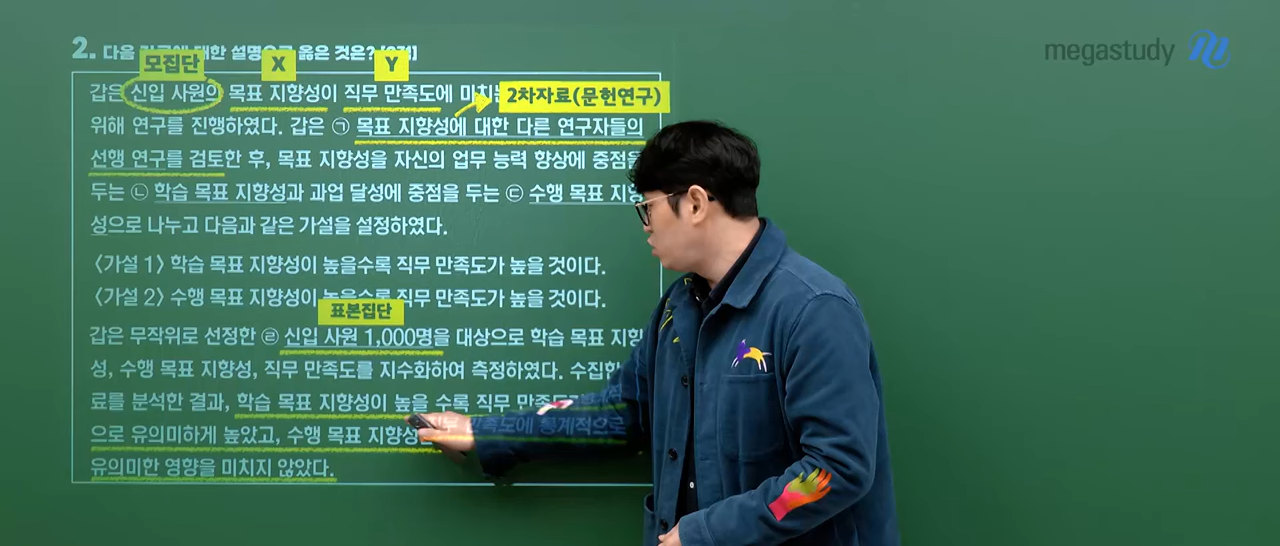 2. 다음 대한 설명으로 옳은 것은?
모집단 X Y
megastudy
갑은 신입 사원의 목표 지향성이 직무 만족도에
2차자료(문헌연구)
위해 연구를 진행하였다. 갑은 ㉠ 목표 지향성에 대한 다른 연구자들의
선행 연구를 검토한 후, 목표 지향성을 자신의 업무 능력 향상에 중점을
두는 ㉡ 학습 목표 지향성과 과업 달성에 중점을 두는 ㉢ 수행 목표
성으로 나누고 다음과 같은 가설을 설정하였다.
〈가설 1〉 학습 목표 지향성이 높을수록 직무 만족도가 높을 것이다.
〈가설 2〉 수행 목표 지향성이 높을수록 직무 만족도가 높을 것이다.
표본집단
갑은 무작위로 선정한 ㉣ 신입 사원 1,000명을 대상으로 학습 목표
성, 수행 목표 지향성, 직무 만족도를 지수화하여 측정하였다. 수집한
료를 분석한 결과, 학습 목표 지향성이 높을 수록 직무 만족도가
으로 유의미하게 높았고, 수행 목표 지향성은 직무 만족도에 통계적으로
유의미한 영향을 미치지 않았다.